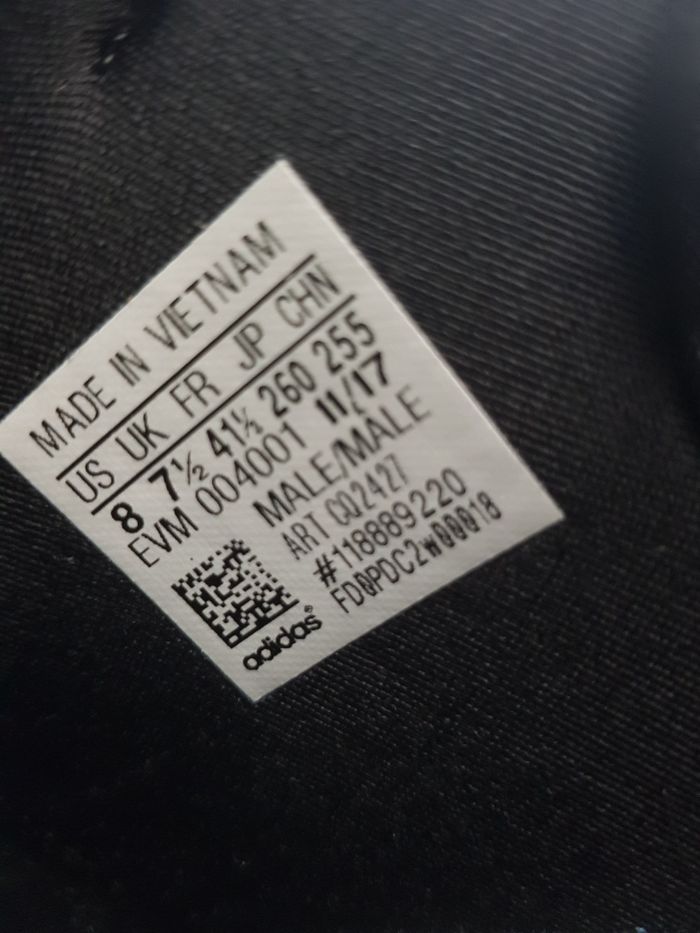 MADE IN VIETNAM
US UK FR JP CHN
8 7½ 41⅓ 260 255
EVM 004001 11/17
MALE/MALE
ART CQ2427
#118889220
FD0PDC2W00018
adidas®